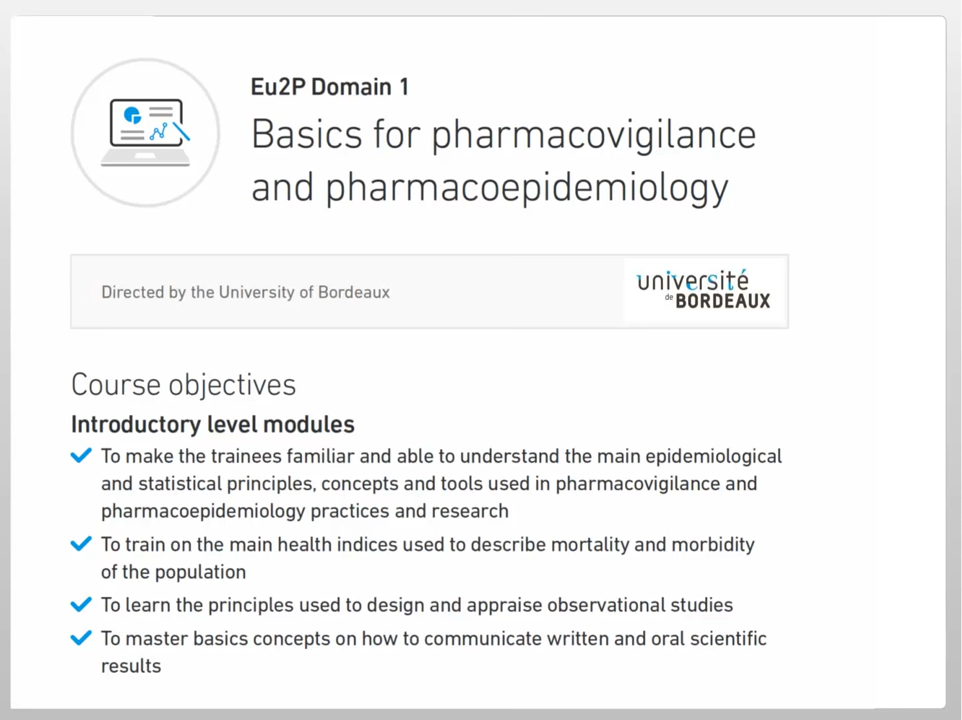 Eu2P Domain 1
Basics for pharmacovigilance
and pharmacoepidemiology
Directed by the University of Bordeaux
université
de BORDEAUX
Course objectives
Introductory level modules
To make the trainees familiar and able to understand the main epidemiological
and statistical principles, concepts and tools used in pharmacovigilance and
pharmacoepidemiology practices and research
To train on the main health indices used to describe mortality and morbidity
of the population
To learn the principles used to design and appraise observational studies
To master basics concepts on how to communicate written and oral scientific
results